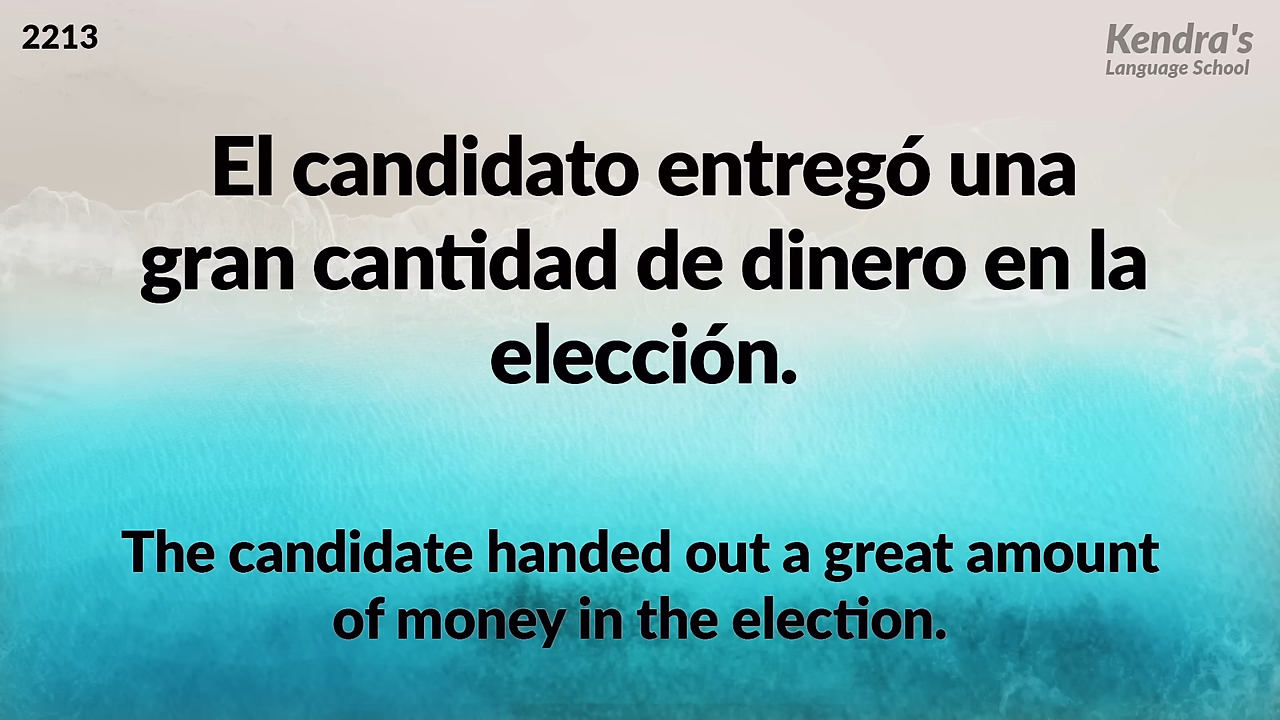 2213
Kendra's
Language School
El candidato entregó una
gran cantidad de dinero en la
elección.
The candidate handed out a great amount
of money in the election.